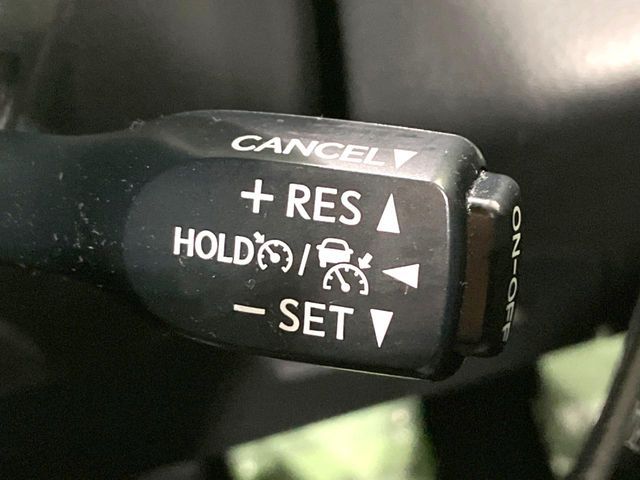 CANCEL▼
+ RES ▲
HOLD / ◀
− SET ▼
ON-OFF